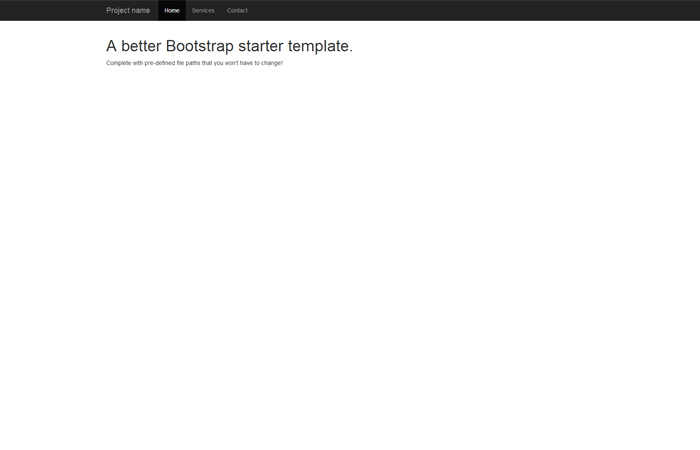 Project name Home Services Contact
A better Bootstrap starter template.
Complete with pre-defined file paths that you won't have to change!